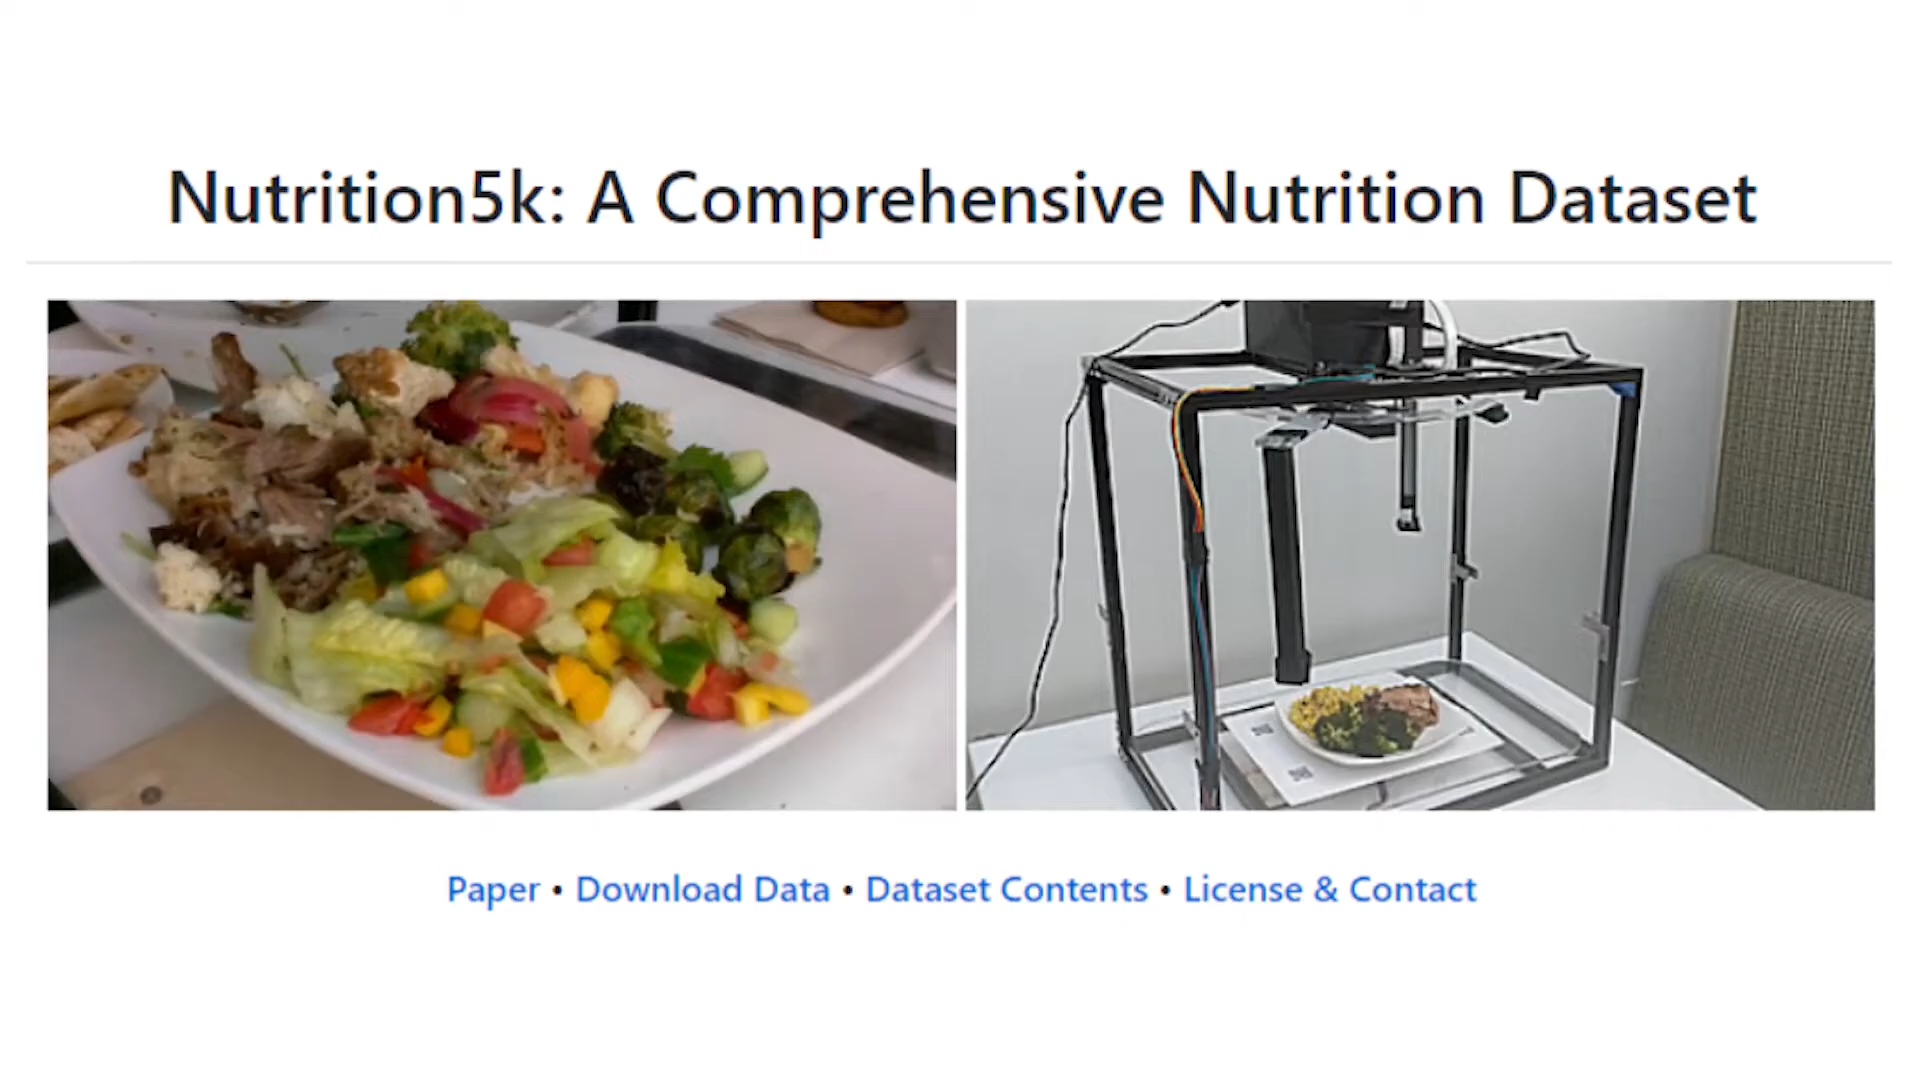 Nutrition5k: A Comprehensive Nutrition Dataset
Paper • Download Data • Dataset Contents • License & Contact